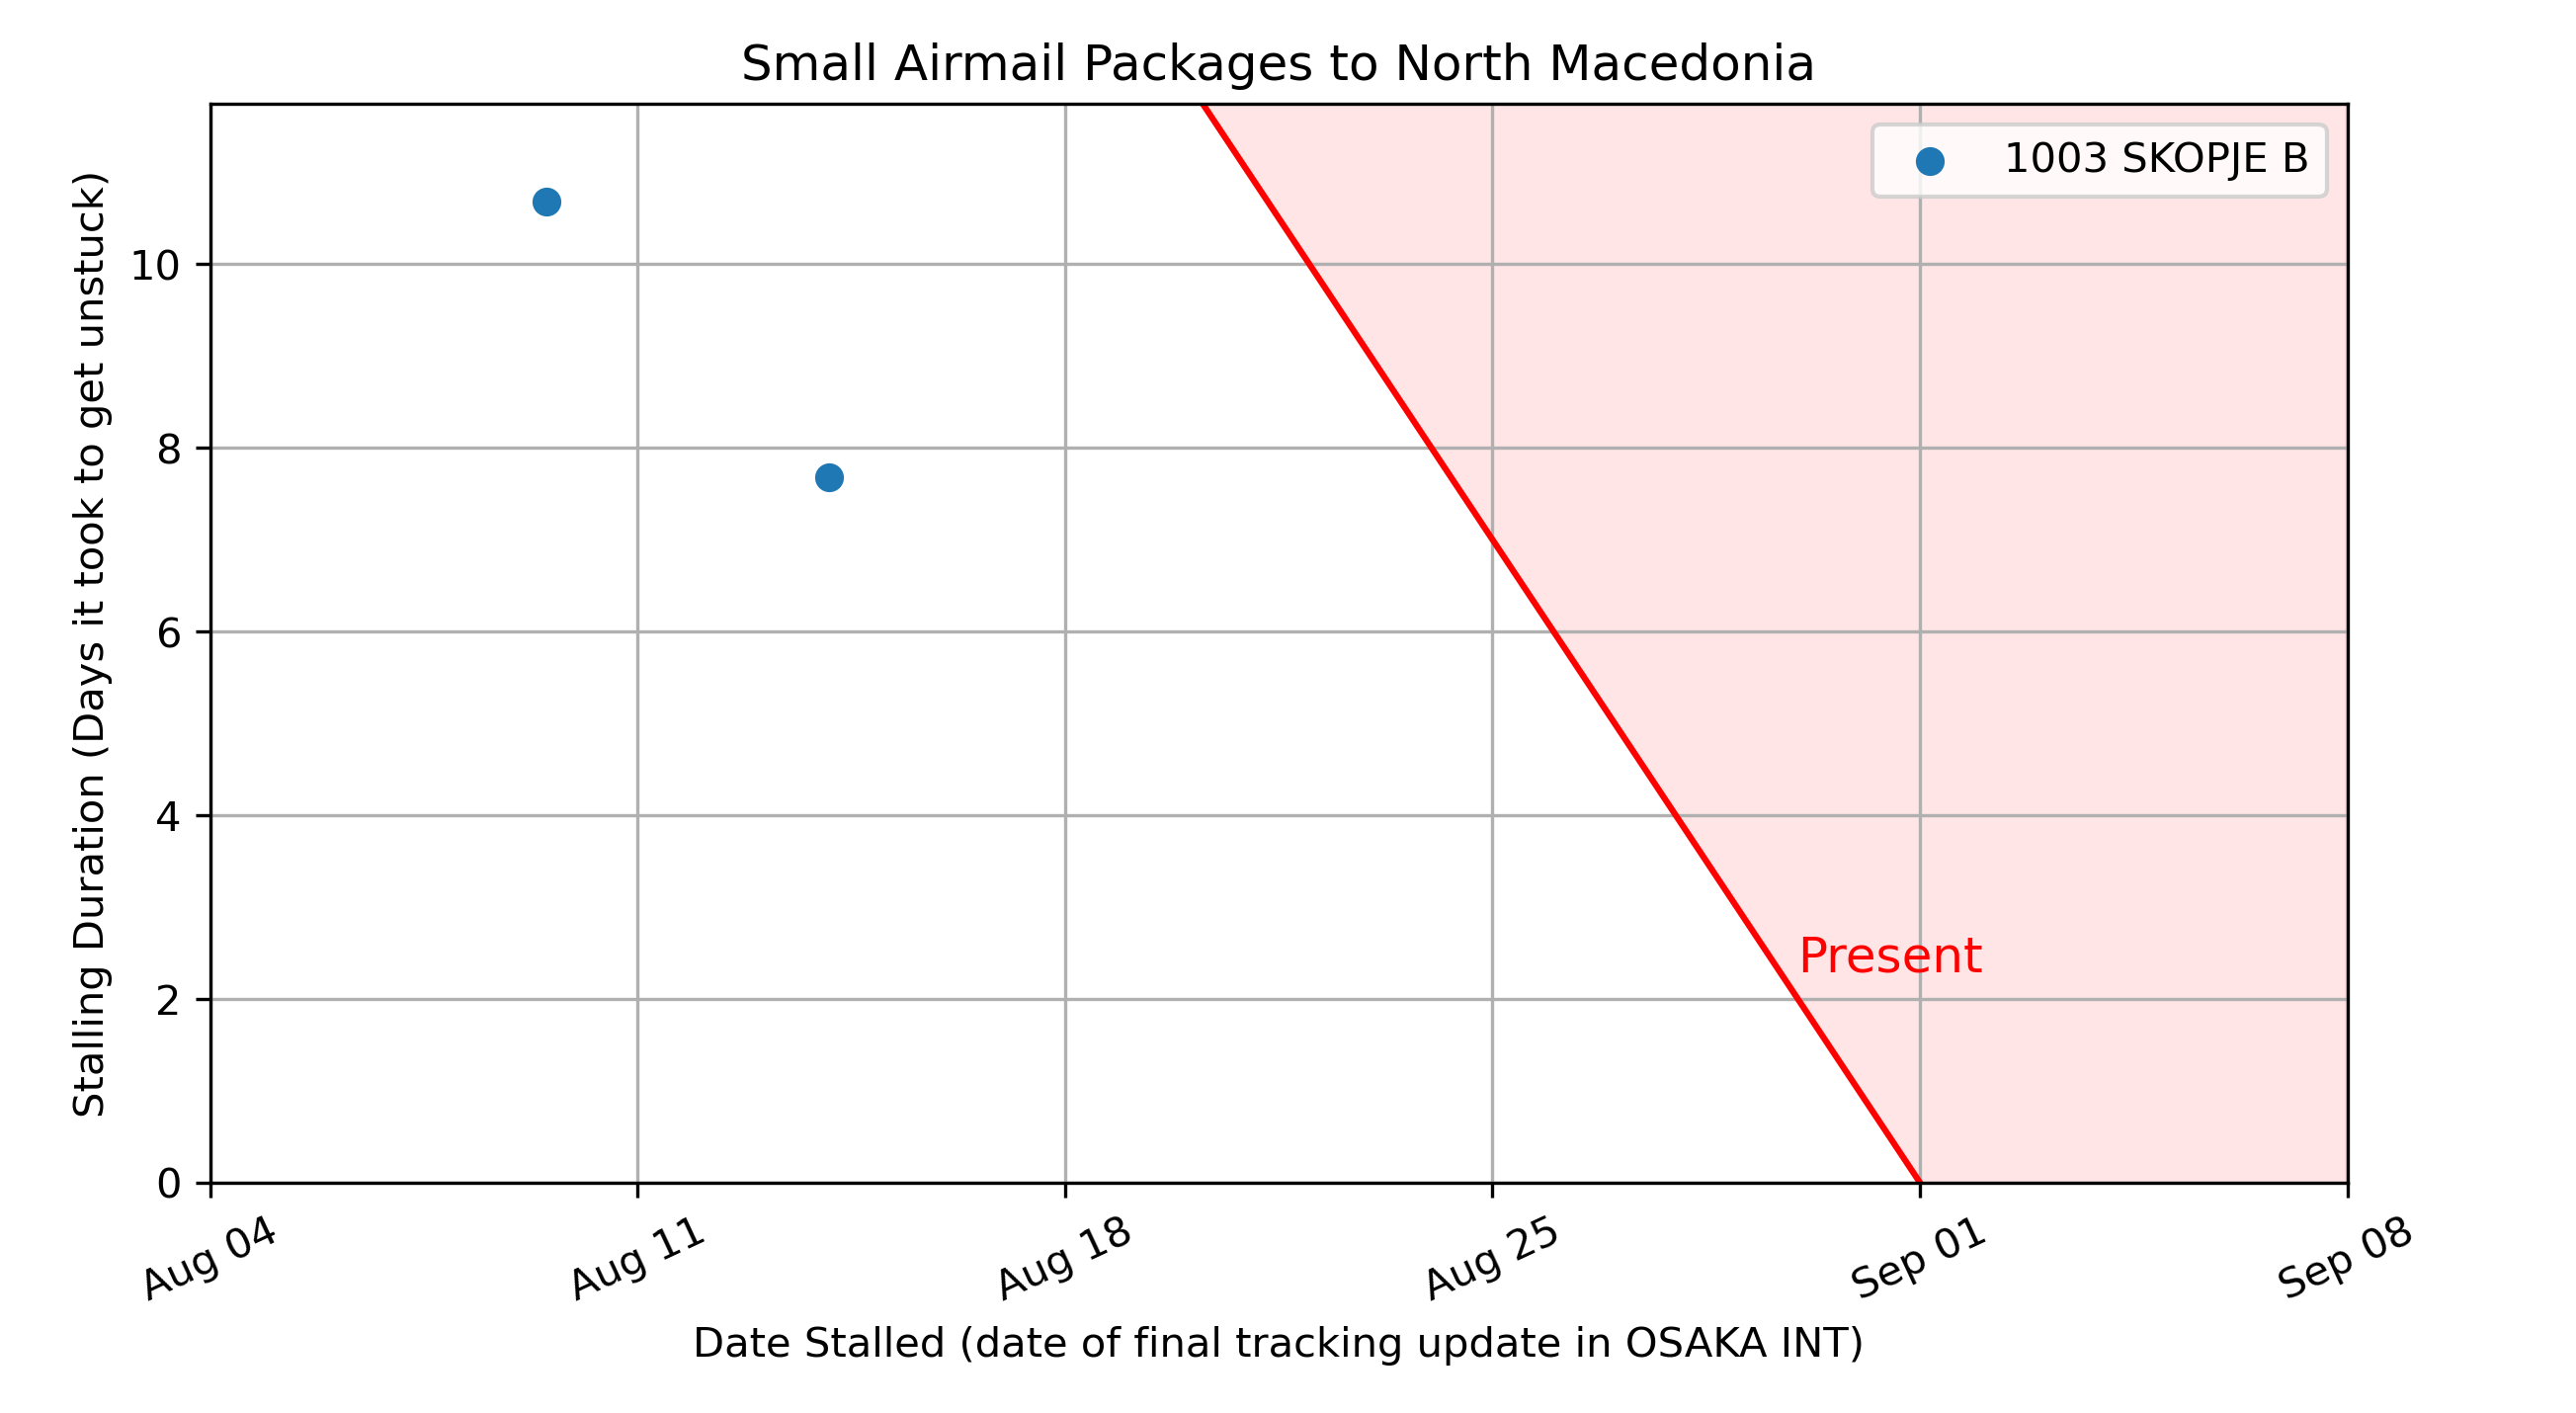 Small Airmail Packages to North Macedonia
1003 SKOPJE B
Stalling Duration (Days it took to get unstuck)
10
8
6
4
2
0
Present
Aug 04
Aug 11
Aug 18
Aug 25
Sep 01
Sep 08
Date Stalled (date of final tracking update in OSAKA INT)